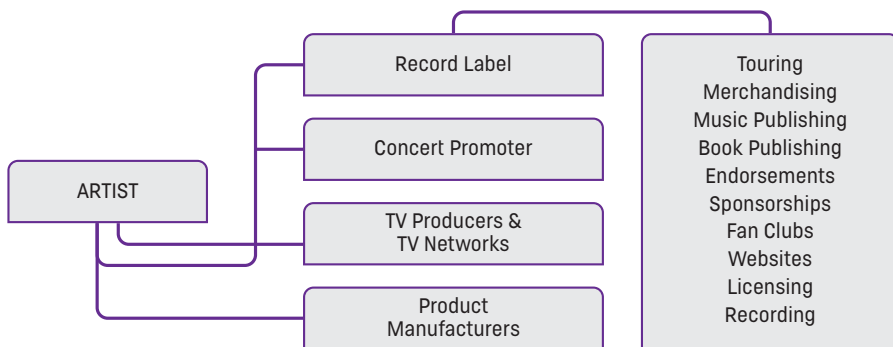 ARTIST
Record Label
Concert Promoter
TV Producers &
TV Networks
Product
Manufacturers
Touring
Merchandising
Music Publishing
Book Publishing
Endorsements
Sponsorships
Fan Clubs
Websites
Licensing
Recording